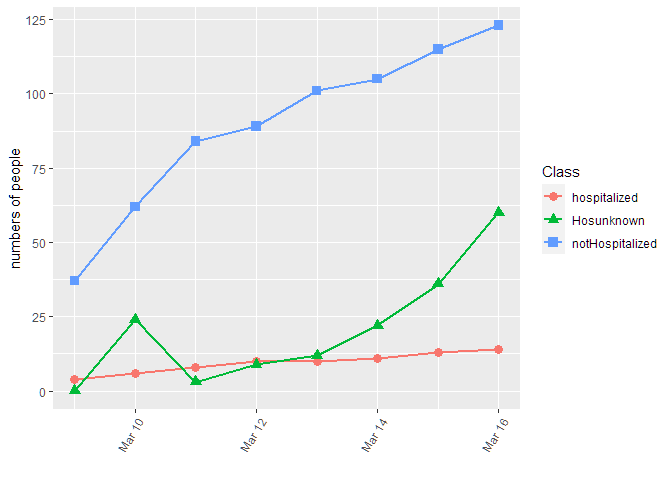 125
100
75
50
25
0
numbers of people
Mar 10
Mar 12
Mar 14
Mar 16
Class
hospitalized
Hosunknown
notHospitalized